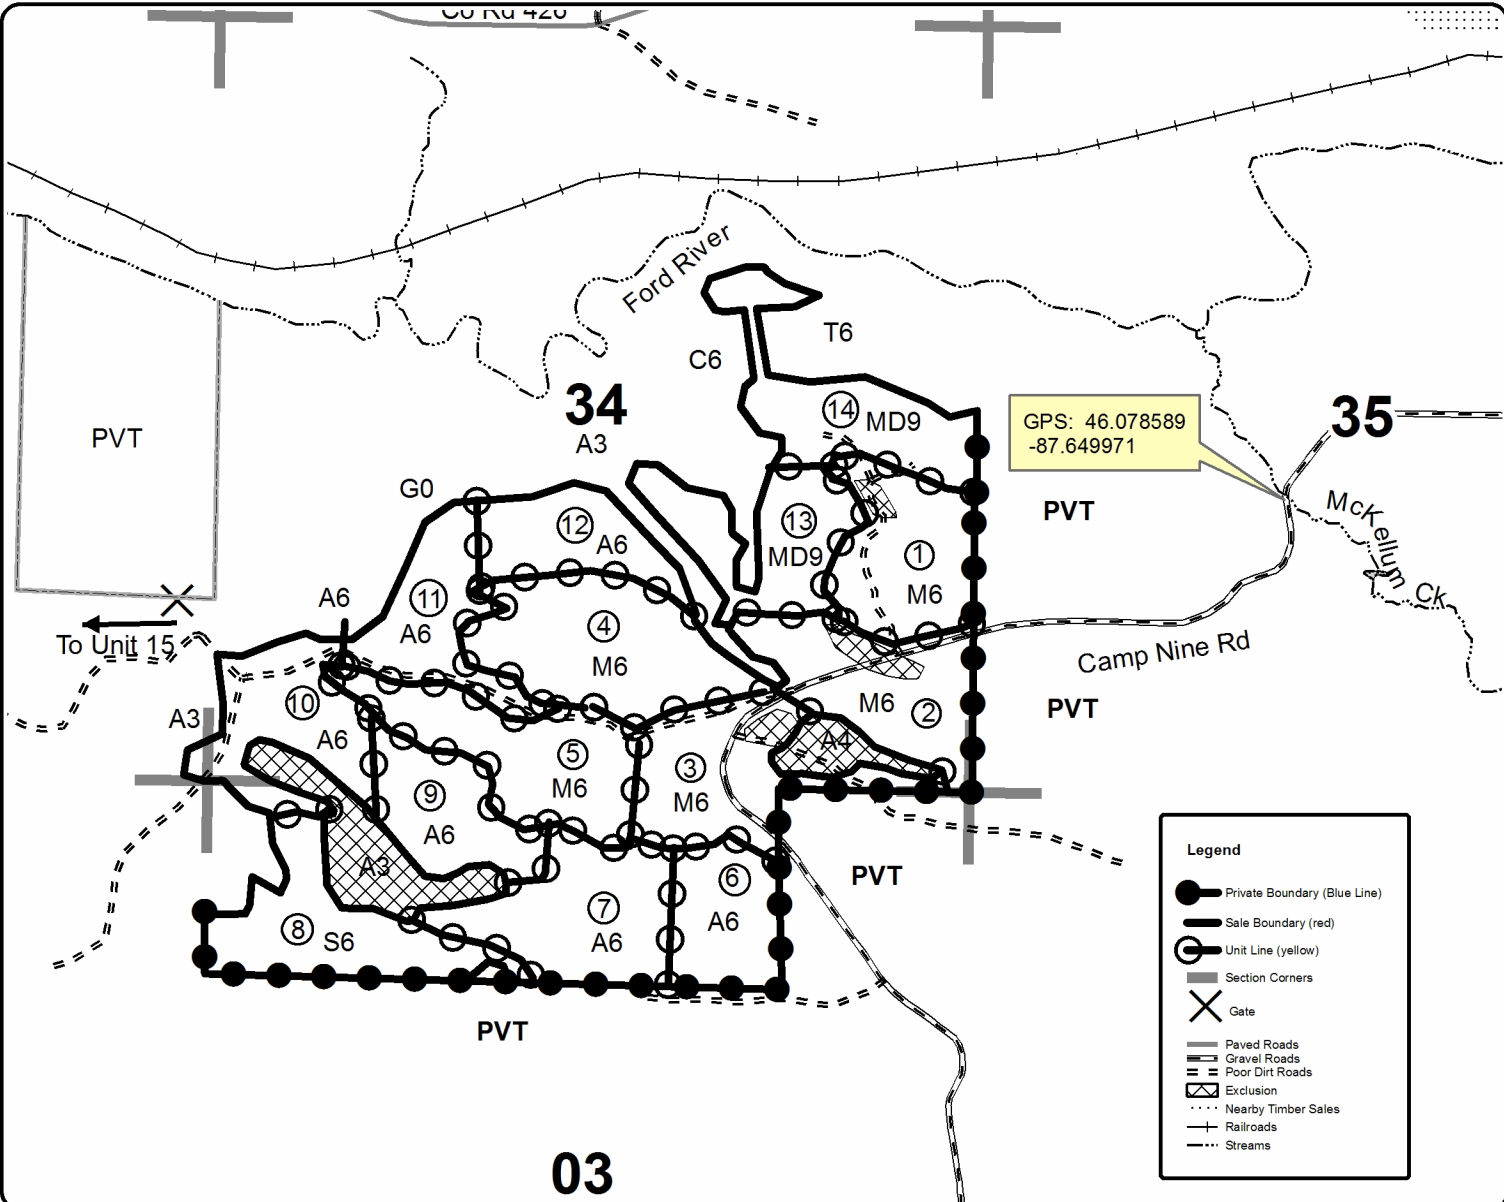 Co Rd 426
Ford River
T6
C6
34
A3
14
MD9
GPS: 46.078589
-87.649971
35
PVT
G0
12
A6
13
MD9
1
M6
PVT
McKellum Ck
A6
11
A6
4
M6
To Unit 15
Camp Nine Rd
10
A3
A6
M6
2
PVT
A4
5
M6
3
M6
9
A6
A3
6
A6
PVT
8
S6
7
A6
PVT
03
Legend
Private Boundary (Blue Line)
Sale Boundary (red)
Unit Line (yellow)
Section Corners
Gate
Paved Roads
Gravel Roads
Poor Dirt Roads
Exclusion
Nearby Timber Sales
Railroads
Streams